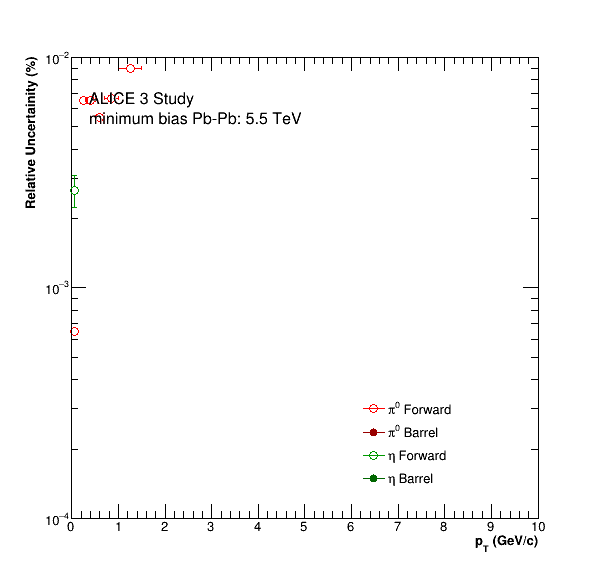 Relative Uncertainity (%)
10⁻²
10⁻³
10⁻⁴
ALICE 3 Study
minimum bias Pb-Pb: 5.5 TeV
π⁰ Forward
π⁰ Barrel
η Forward
η Barrel
0 1 2 3 4 5 6 7 8 9 10
p_T (GeV/c)